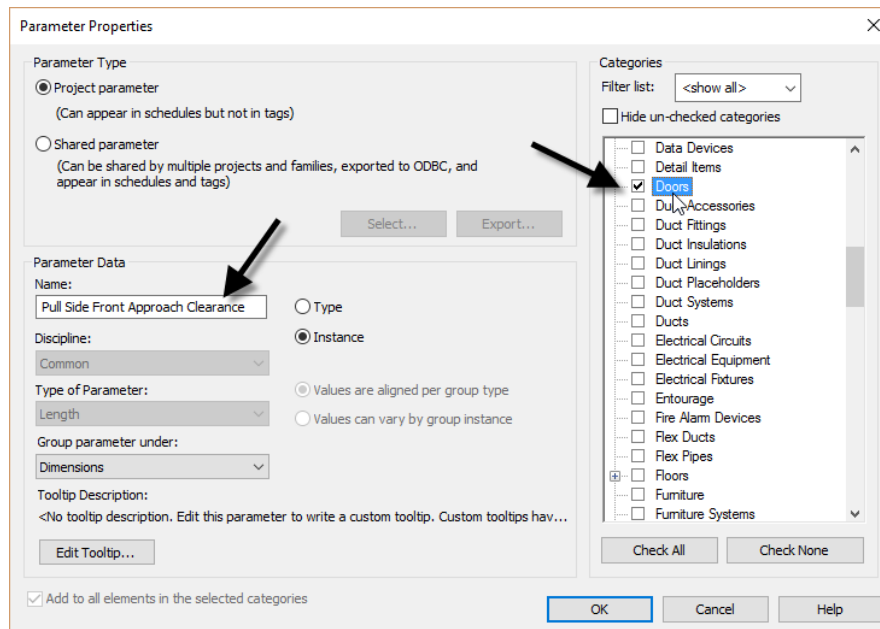 Parameter Properties
Parameter Type
Project parameter
(Can appear in schedules but not in tags)
Shared parameter
(Can be shared by multiple projects and families, exported to ODBC, and
appear in schedules and tags)
Select...
Export...
Parameter Data
Name:
Pull Side Front Approach Clearance
Type
Discipline:
Instance
Common
Type of Parameter:
Values are aligned per group type
Length
Values can vary by group instance
Group parameter under:
Dimensions
Tooltip Description:
<No tooltip description. Edit this parameter to write a custom tooltip. Custom tooltips hav...
Edit Tooltip...
Add to all elements in the selected categories
Categories
Filter list:
<show all>
Hide un-checked categories
Data Devices
Detail Items
Doors
Duct Accessories
Duct Fittings
Duct Insulations
Duct Linings
Duct Placeholders
Duct Systems
Ducts
Electrical Circuits
Electrical Equipment
Electrical Fixtures
Entourage
Fire Alarm Devices
Flex Ducts
Flex Pipes
Floors
Furniture
Furniture Systems
Check All
Check None
OK
Cancel
Help